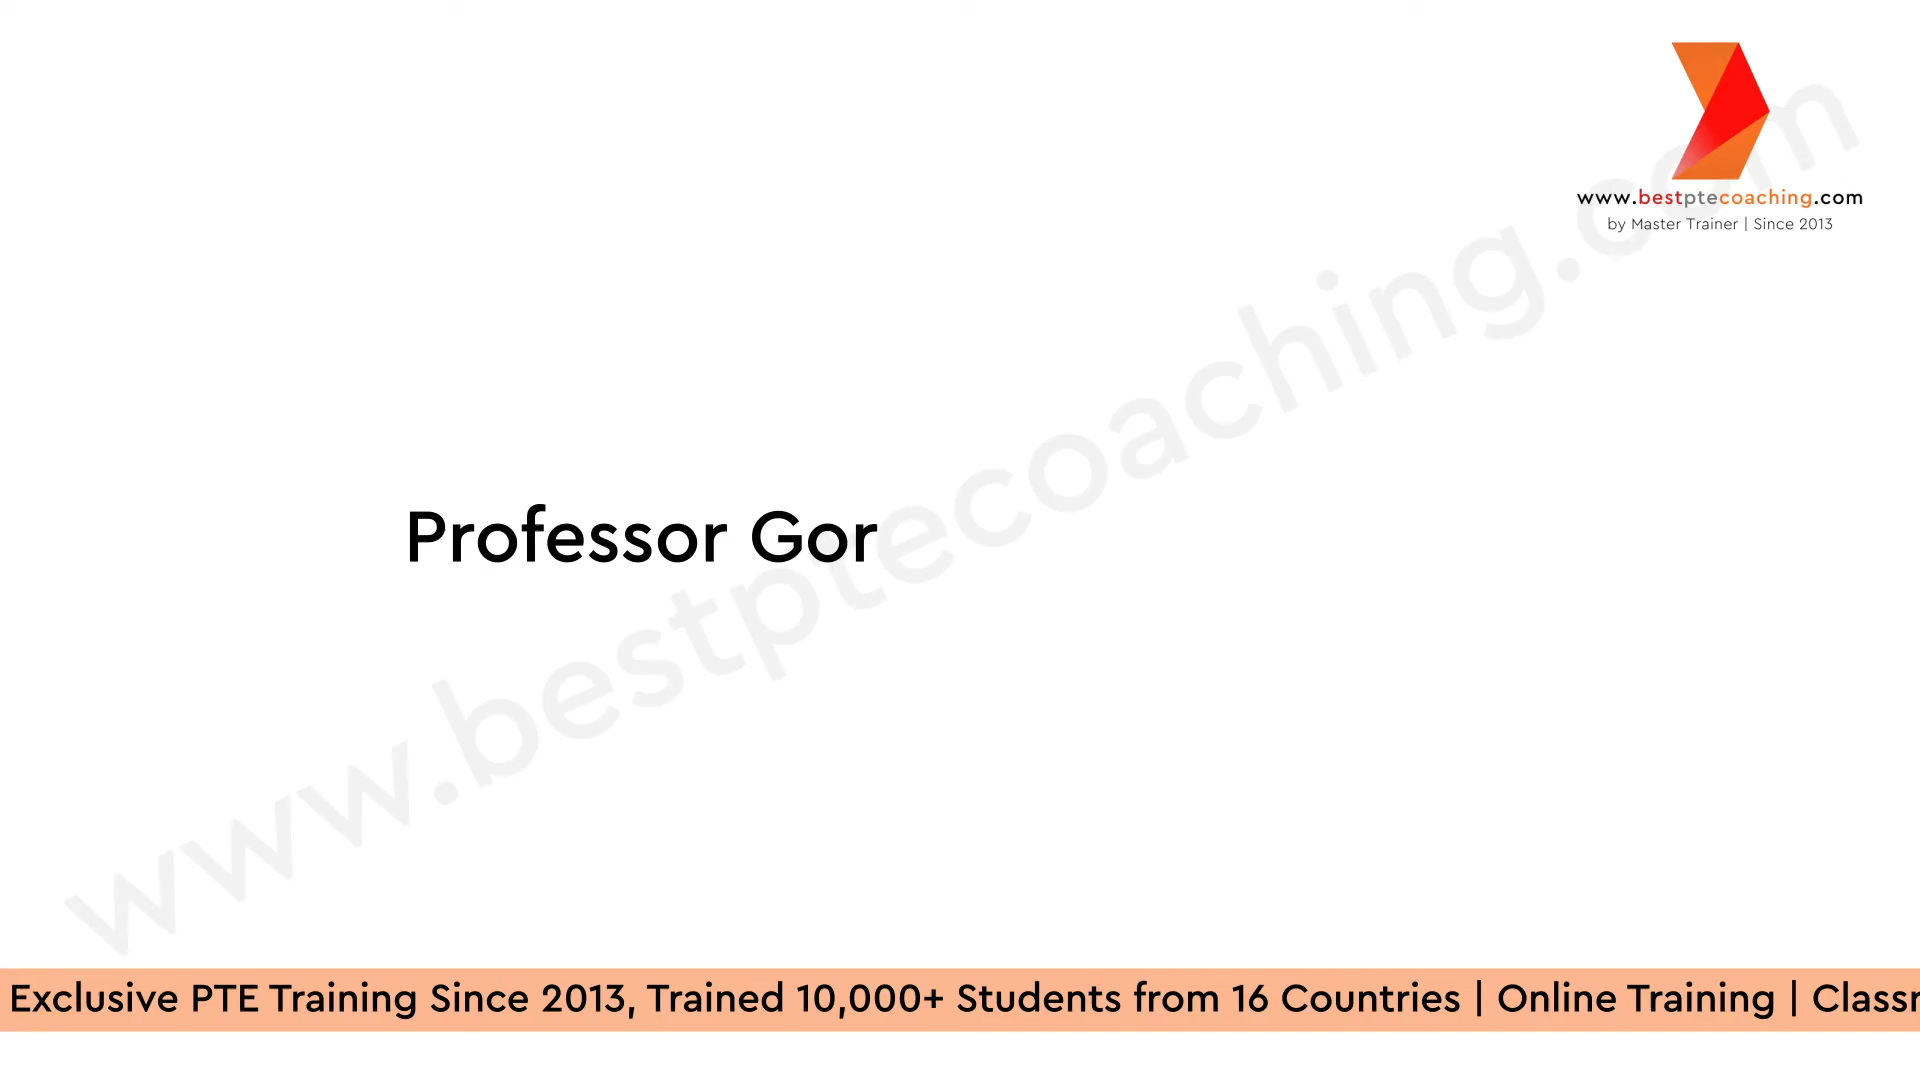 www.bestptecoaching.com
by Master Trainer | Since 2013
www.bestptecoaching.com
Professor Gor
Exclusive PTE Training Since 2013, Trained 10,000+ Students from 16 Countries | Online Training |